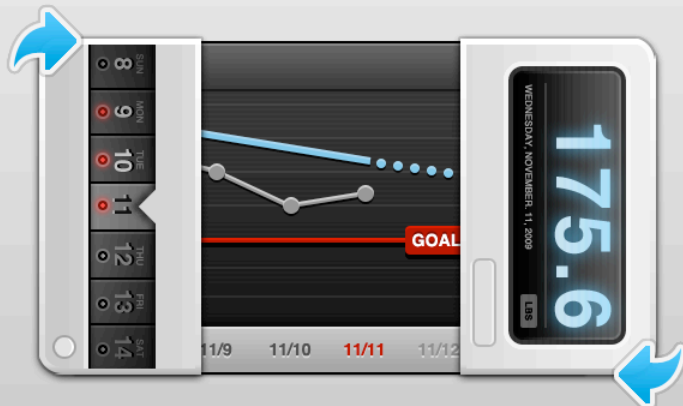 8 SUN
9 MON
10 TUE
11
12 THU
13 FRI
14 SAT
GOAL
11/9 11/10 11/11 11/12
WEDNESDAY, NOVEMBER. 11, 2009
175.6
LBS